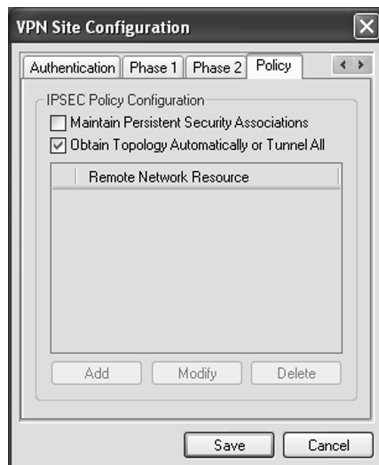 VPN Site Configuration
Authentication Phase 1 Phase 2 Policy
IPSEC Policy Configuration
Maintain Persistent Security Associations
Obtain Topology Automatically or Tunnel All
Remote Network Resource
Add Modify Delete
Save Cancel